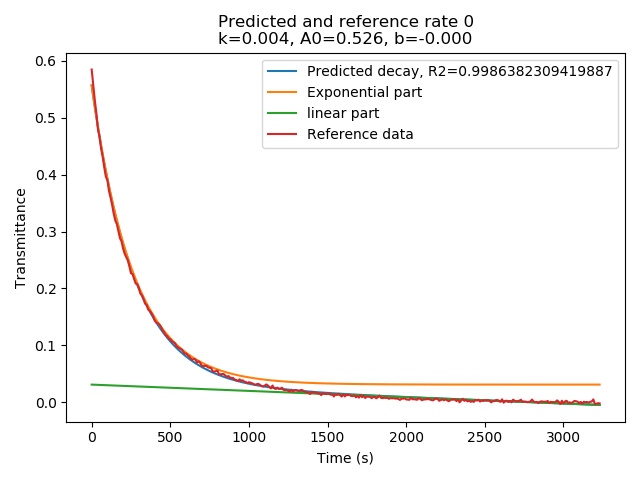 Predicted and reference rate 0
k=0.004, A0=0.526, b=-0.000
Predicted decay, R2=0.9986382309419887
Exponential part
linear part
Reference data
Transmittance
0.6
0.5
0.4
0.3
0.2
0.1
0.0
0 500 1000 1500 2000 2500 3000
Time (s)